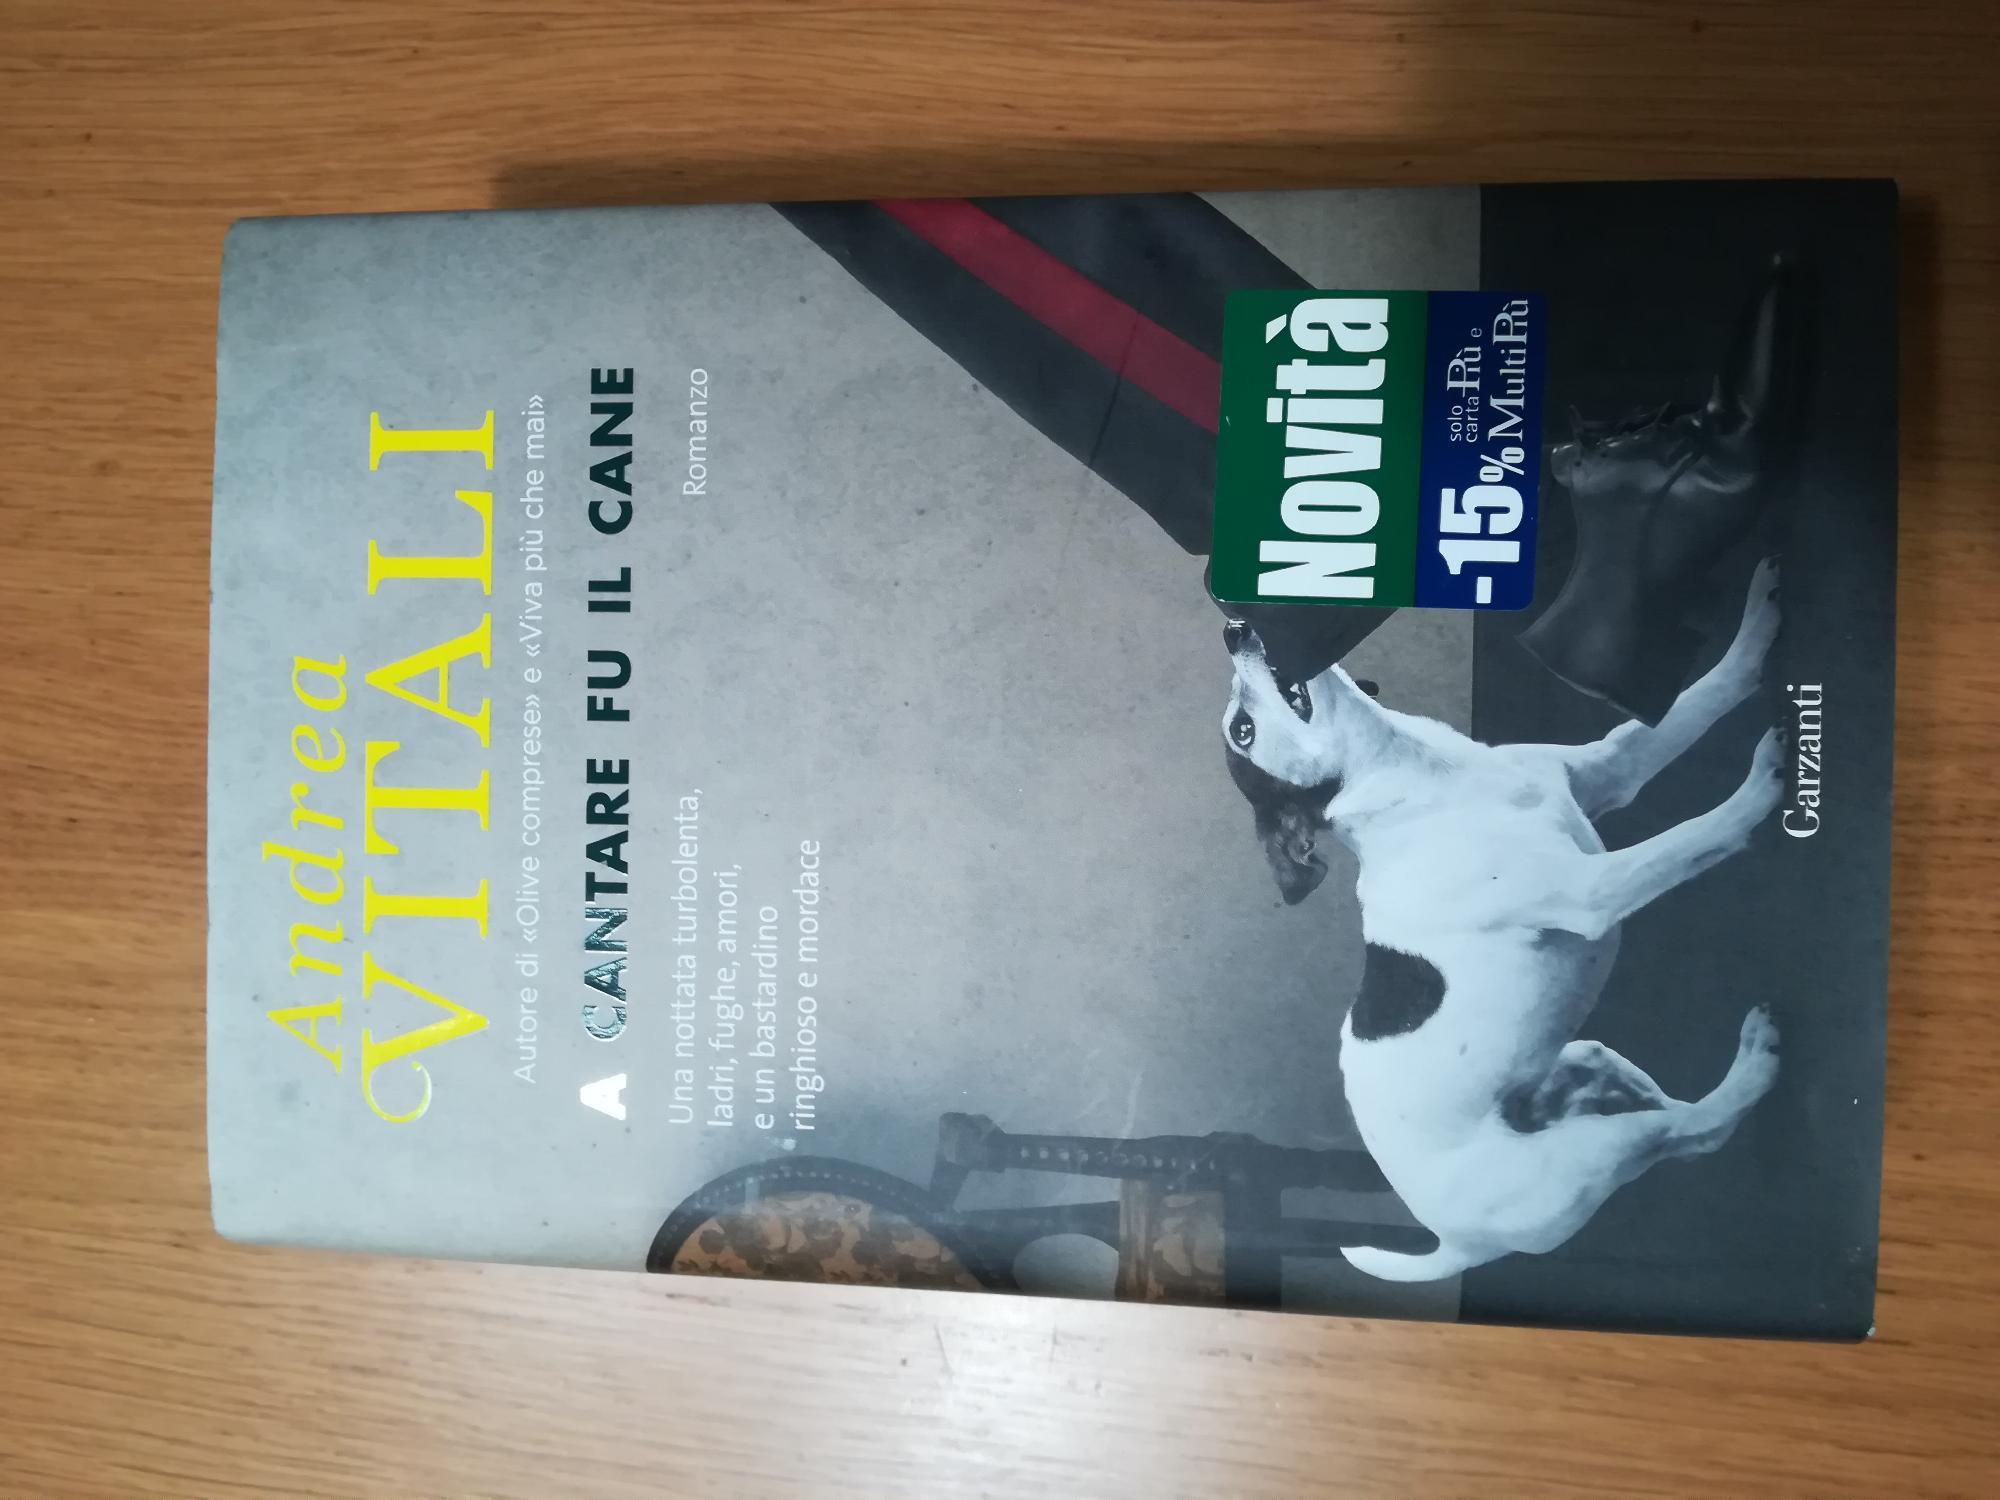 Andrea
VITALI
Autore di «Olive comprese» e «Viva più che mai»
A CANTARE FU IL CANE
Romanzo
Una nottata turbolenta,
ladri, fughe, amori,
e un bastardino
ringhioso e mordace
Novità
-15% solo carta Più e MultiPiù
Garzanti